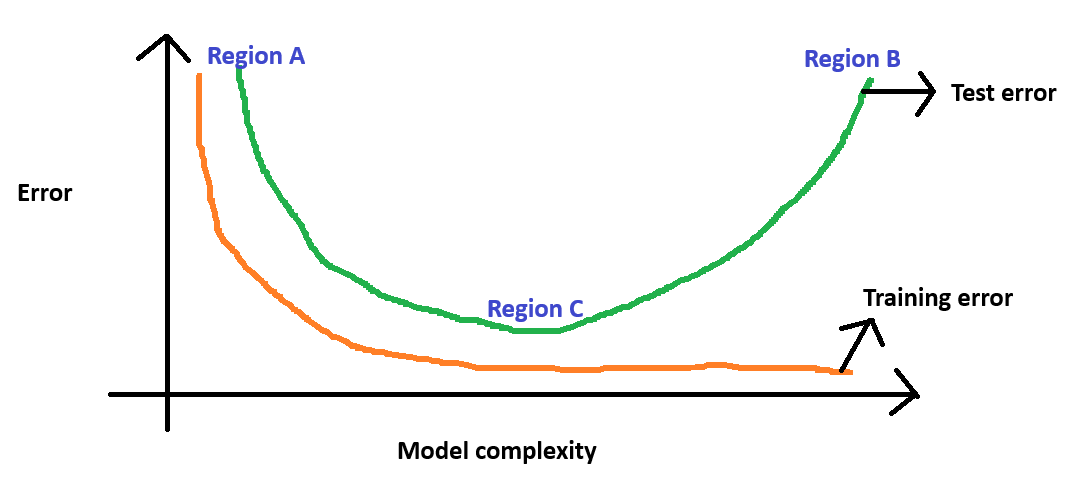 Region A
Region B
Test error
Error
Region C
Training error
Model complexity